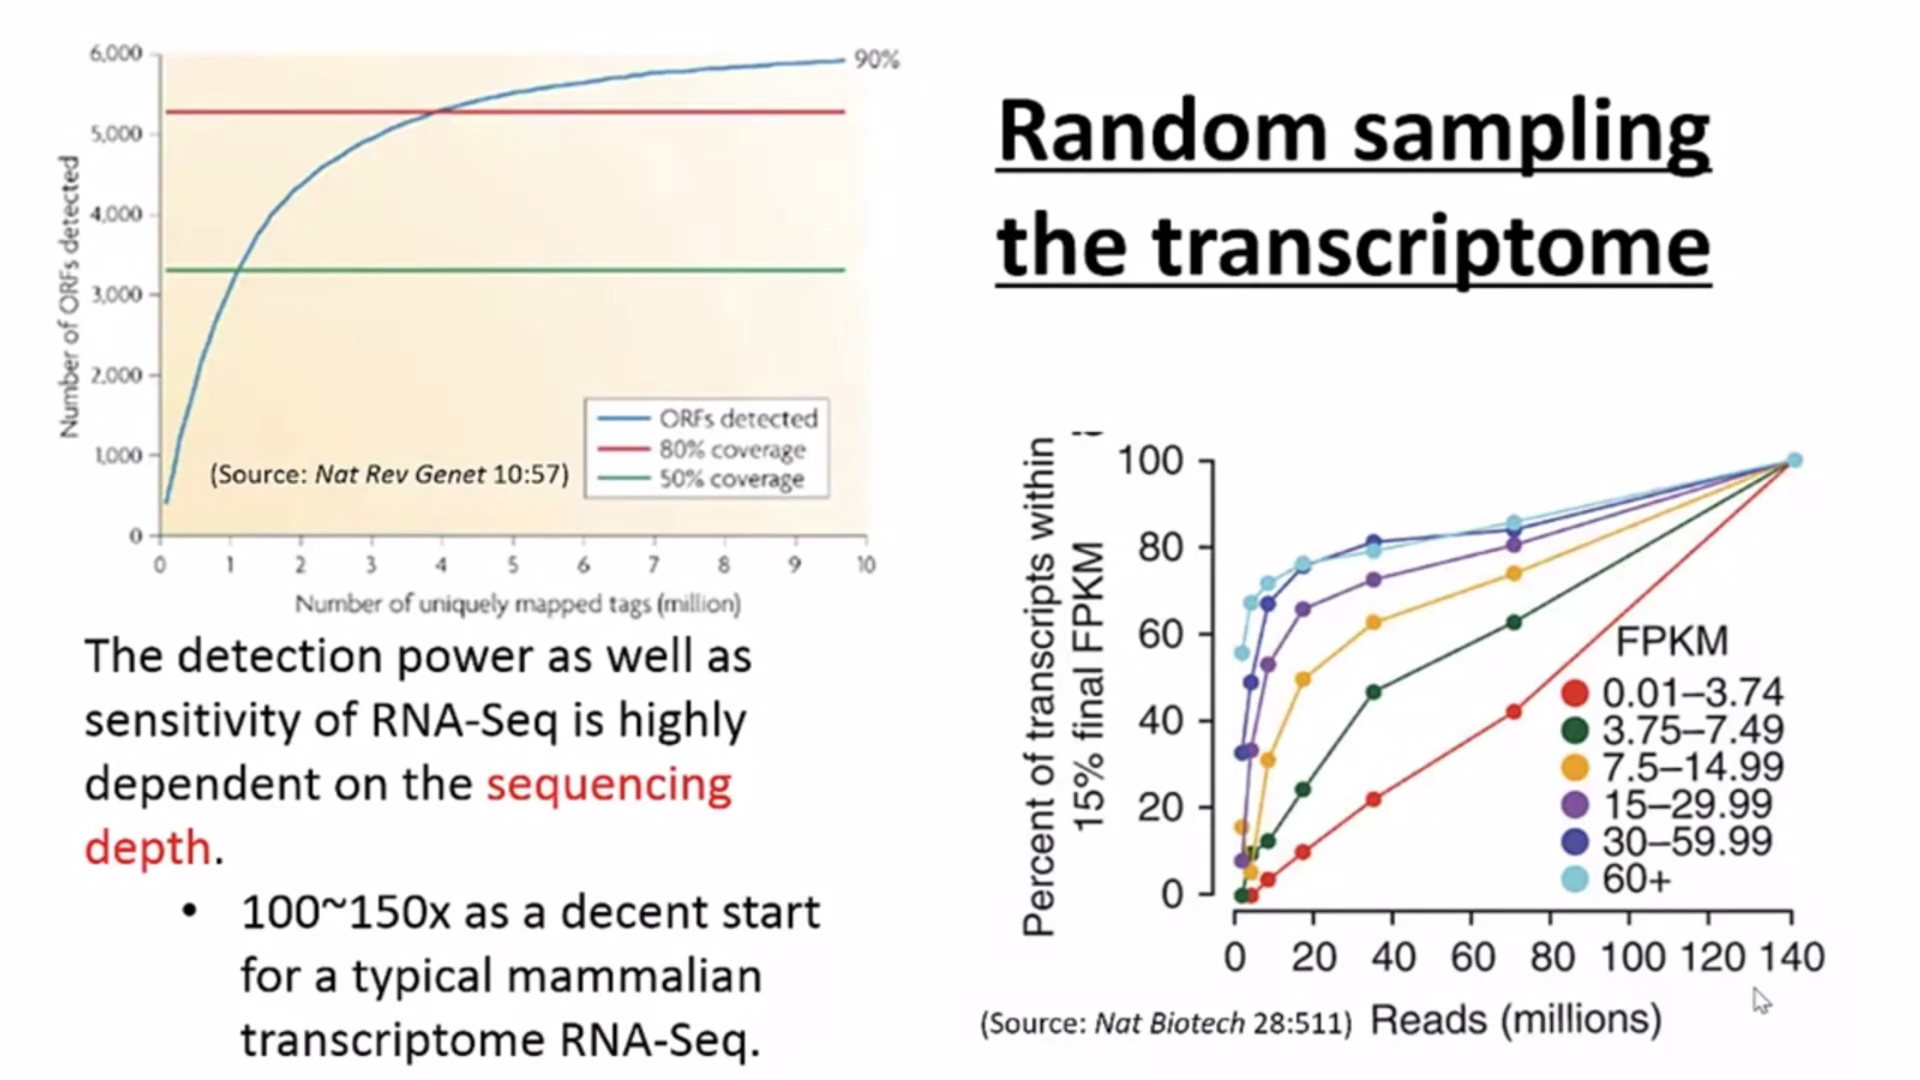 Random sampling
the transcriptome
6,000
5,000
4,000
3,000
2,000
1,000
0
Number of ORFs detected
90%
ORFs detected
80% coverage
50% coverage
(Source: Nat Rev Genet 10:57)
0 1 2 3 4 5 6 7 8 9 10
Number of uniquely mapped tags (million)
The detection power as well as
sensitivity of RNA-Seq is highly
dependent on the sequencing
depth.
• 100~150x as a decent start
for a typical mammalian
transcriptome RNA-Seq.
Percent of transcripts within
15% final FPKM
100
80
60
40
20
0
FPKM
0.01–3.74
3.75–7.49
7.5–14.99
15–29.99
30–59.99
60+
0 20 40 60 80 100 120 140
(Source: Nat Biotech 28:511) Reads (millions)